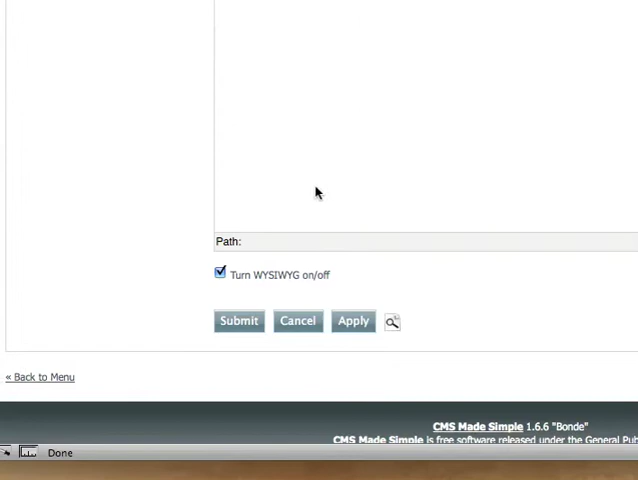 Path:
Turn WYSIWYG on/off
Submit Cancel Apply
« Back to Menu
CMS Made Simple 1.6.6 "Bonde"
CMS Made Simple is free software released under the General Pub
Done